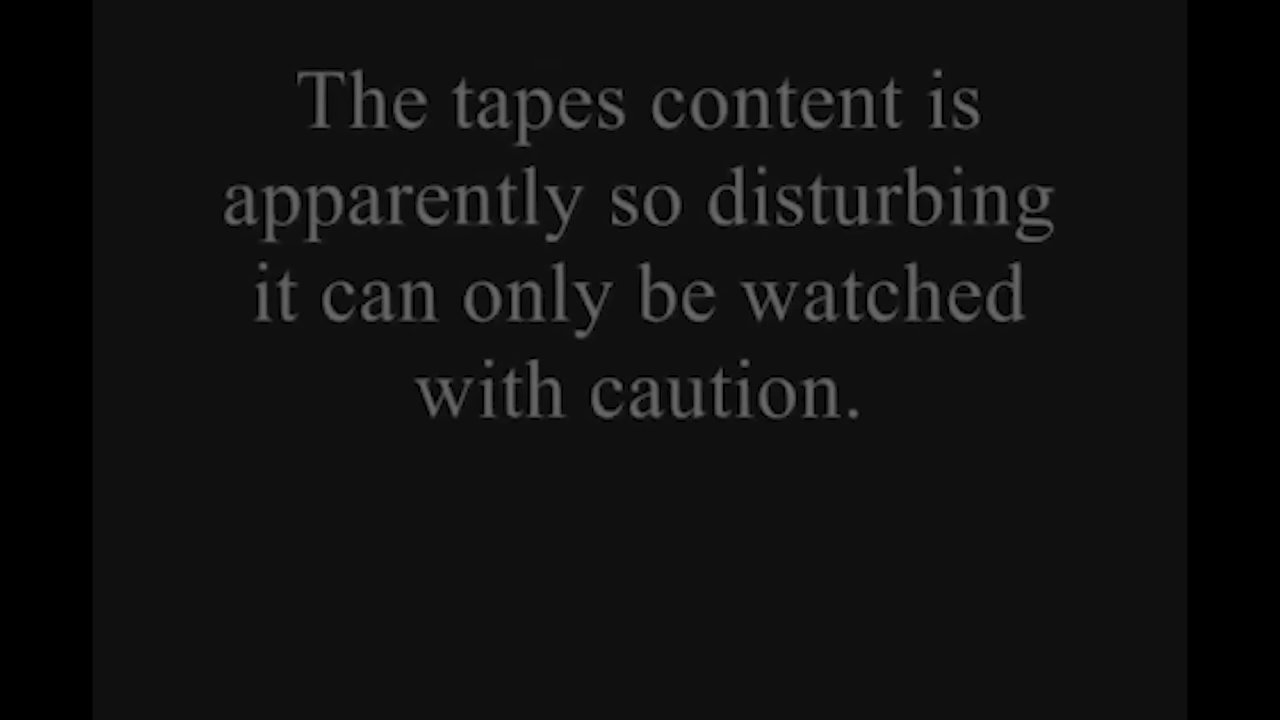 The tapes content is
apparently so disturbing
it can only be watched
with caution.